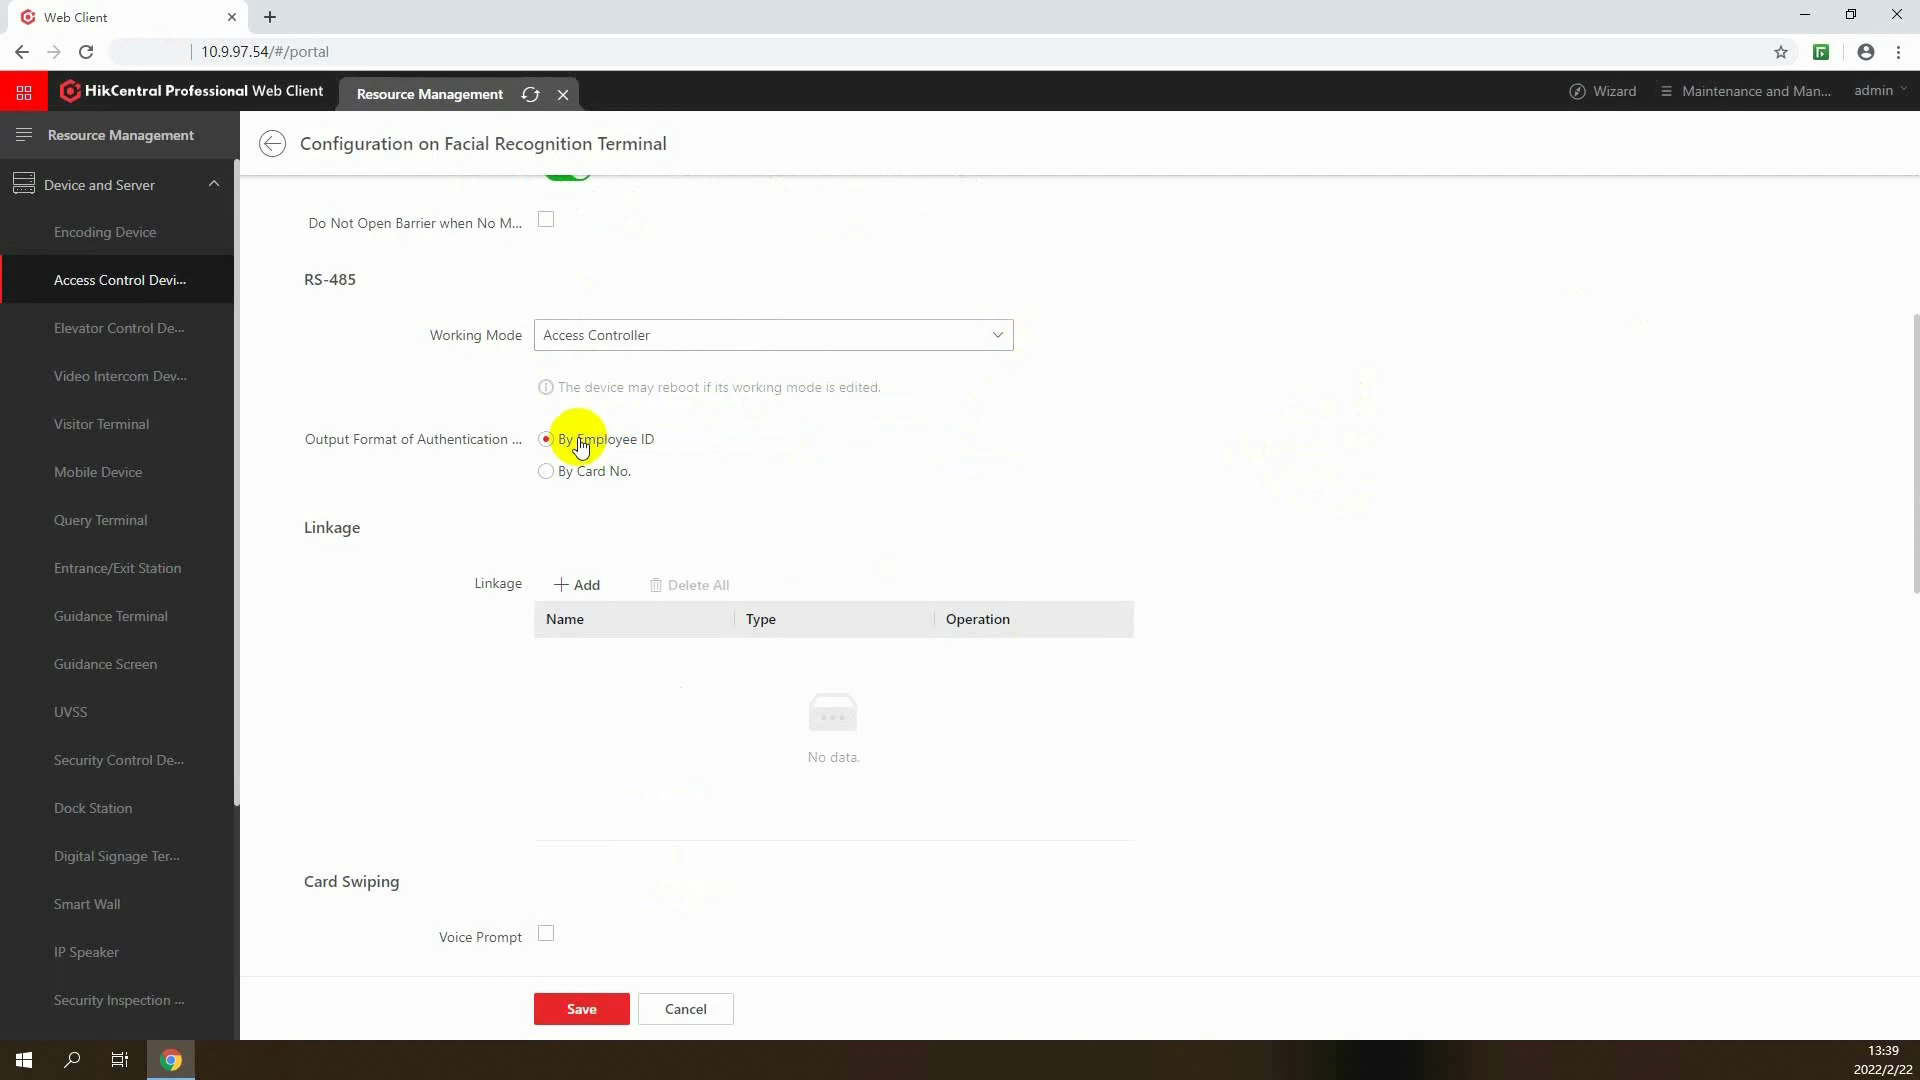 Web Client
10.9.97.54/#/portal
HikCentral Professional Web Client
Resource Management
Wizard
Maintenance and Man...
admin
Resource Management
Configuration on Facial Recognition Terminal
Device and Server
Encoding Device
Access Control Devi...
Elevator Control De...
Video Intercom Dev...
Visitor Terminal
Mobile Device
Query Terminal
Entrance/Exit Station
Guidance Terminal
Guidance Screen
UVSS
Security Control De...
Dock Station
Digital Signage Ter...
Smart Wall
IP Speaker
Security Inspection ...
Do Not Open Barrier when No M...
RS-485
Working Mode
Access Controller
The device may reboot if its working mode is edited.
Output Format of Authentication ...
By Employee ID
By Card No.
Linkage
Linkage
Add
Delete All
Name
Type
Operation
No data.
Card Swiping
Voice Prompt
Save
Cancel
13:39
2022/2/22